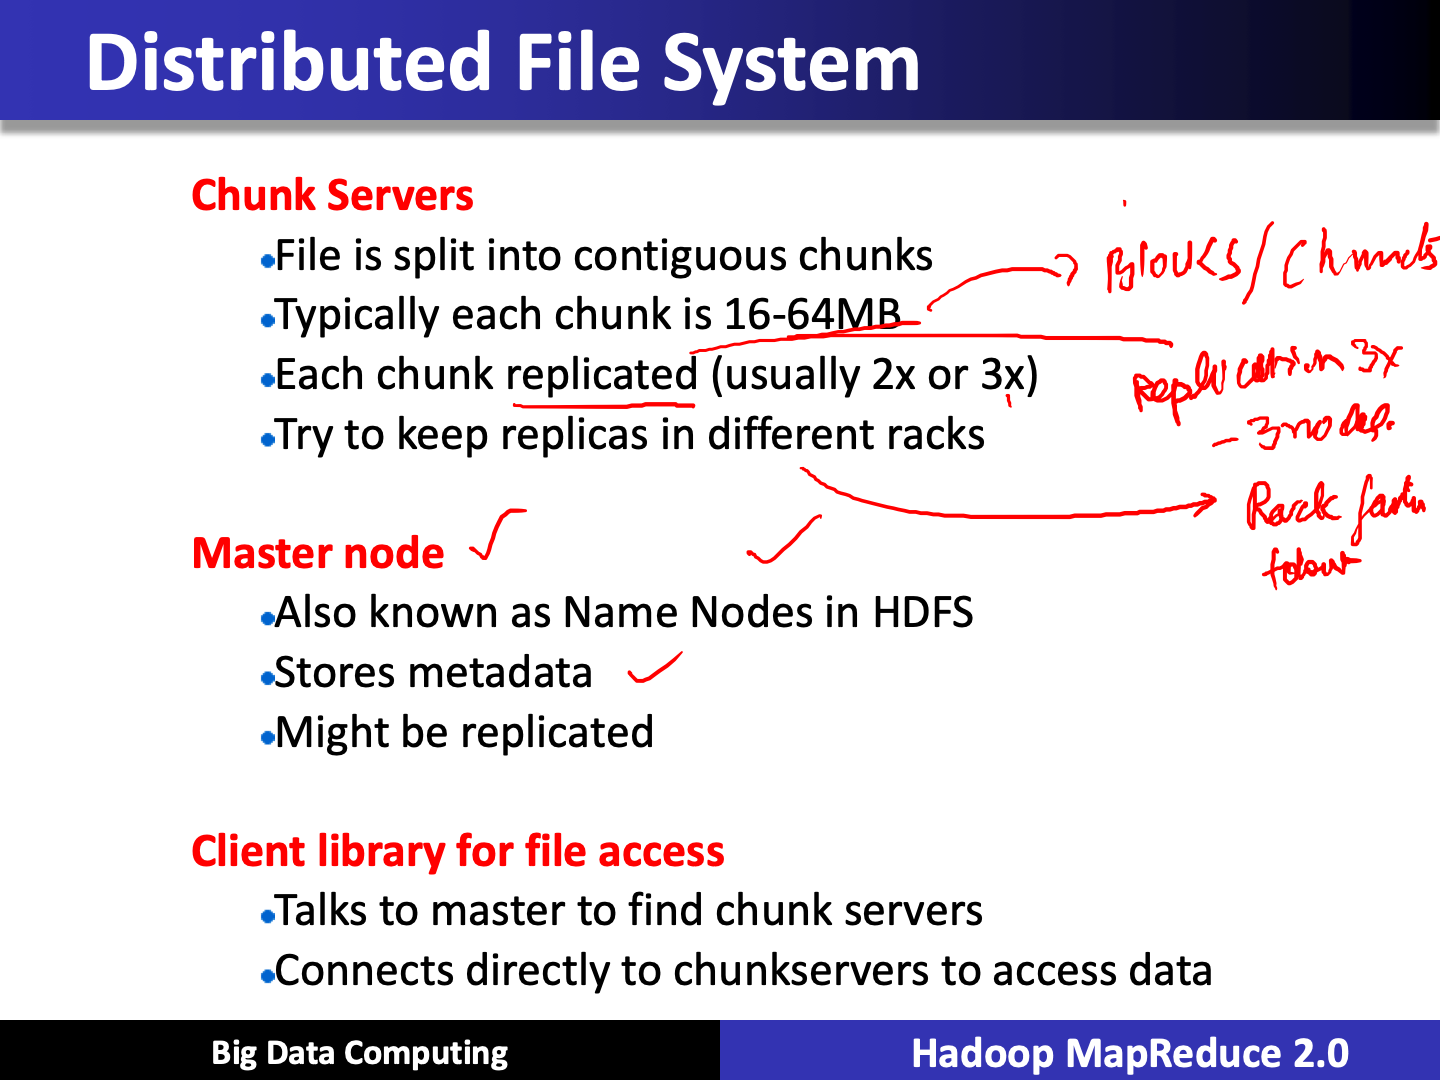 Distributed File System
Chunk Servers
File is split into contiguous chunks
Typically each chunk is 16-64MB
Each chunk replicated (usually 2x or 3x)
Try to keep replicas in different racks
Blocks/Chunks
Replication 3x
- 3 nodes.
Rack
Master node
Also known as Name Nodes in HDFS
Stores metadata
Might be replicated
Client library for file access
Talks to master to find chunk servers
Connects directly to chunkservers to access data
Big Data Computing
Hadoop MapReduce 2.0